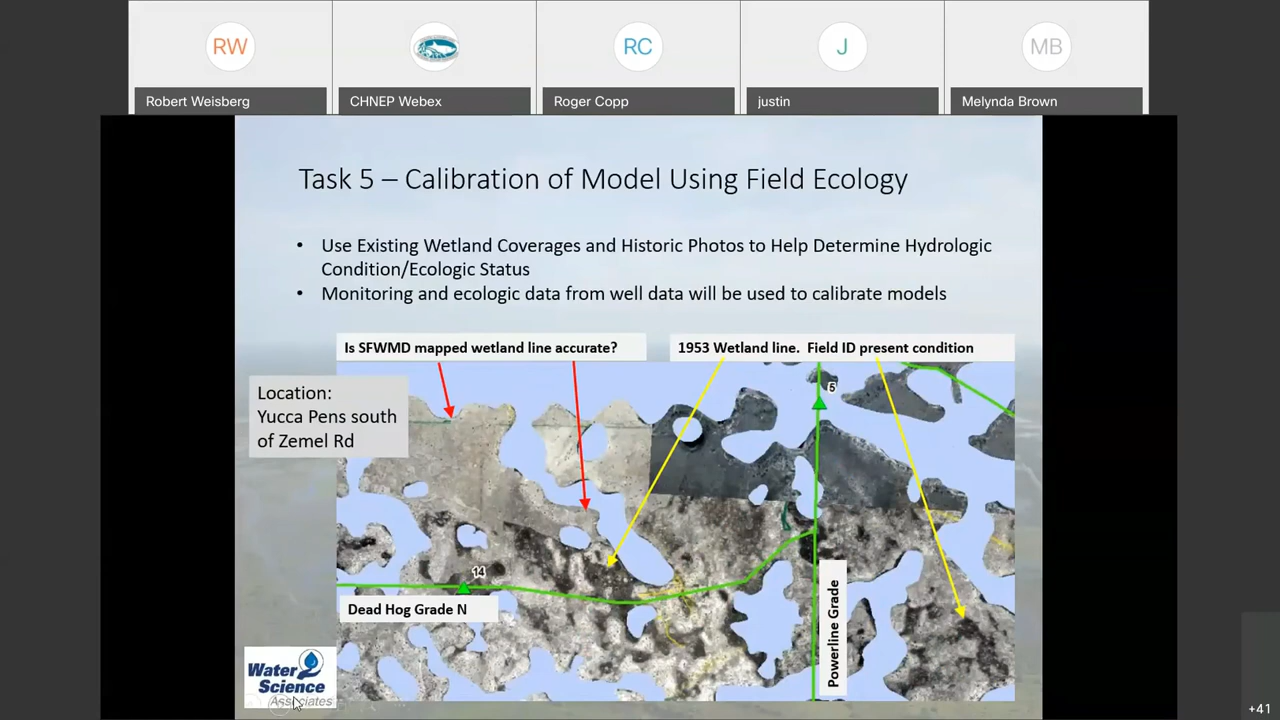 RW
RC
J
MB
Robert Weisberg
CHNEP Webex
Roger Copp
justin
Melynda Brown
Task 5 – Calibration of Model Using Field Ecology
• Use Existing Wetland Coverages and Historic Photos to Help Determine Hydrologic
Condition/Ecologic Status
• Monitoring and ecologic data from well data will be used to calibrate models
Is SFWMD mapped wetland line accurate?
1953 Wetland line. Field ID present condition
Location:
Yucca Pens south
of Zemel Rd
5
14
Dead Hog Grade N
Powerline Grade
Water
Science
Associates
+41